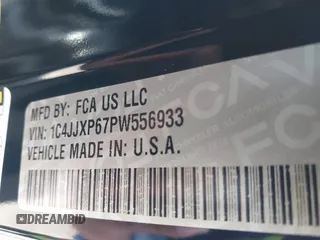 MFD BY: FCA US LLC
VIN: 1C4JJXP67PW556933
VEHICLE MADE IN: U.S.A.
DREAMBID